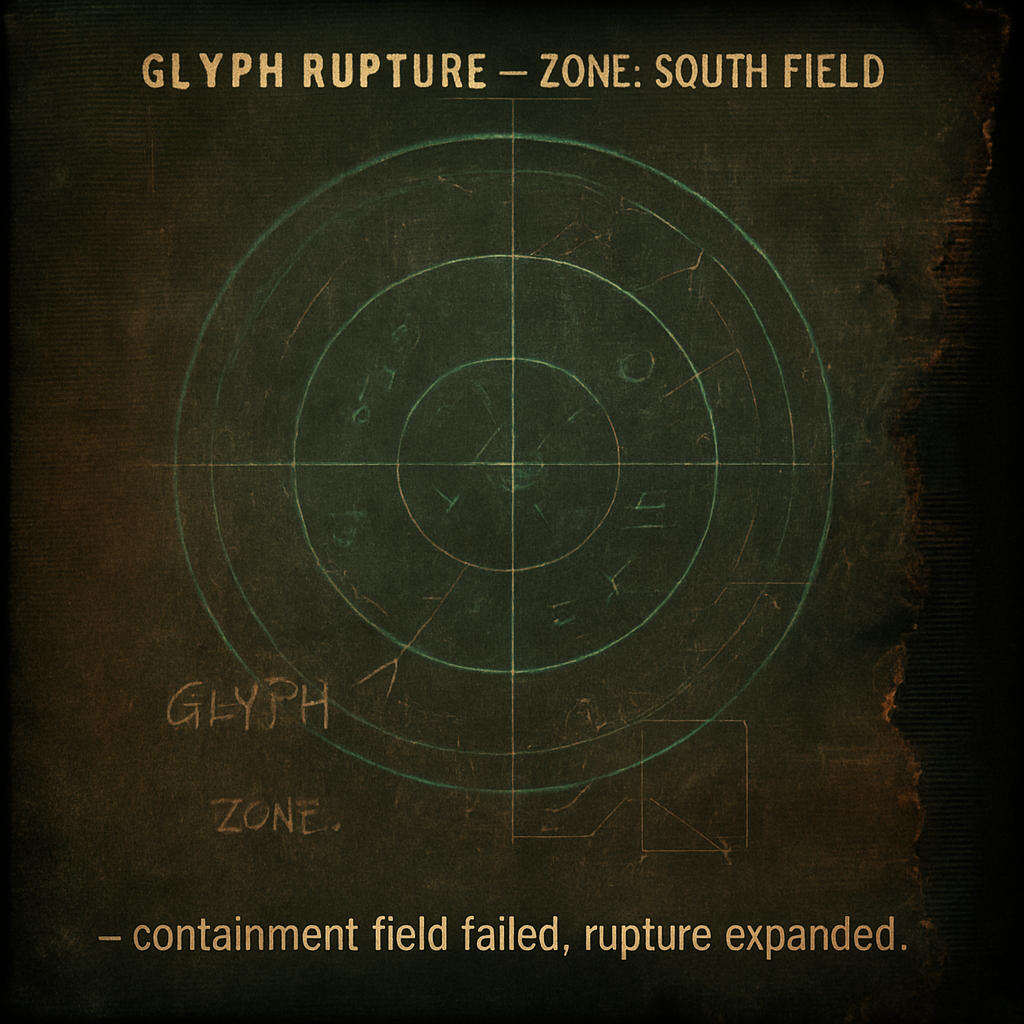 GLYPH RUPTURE – ZONE: SOUTH FIELD
GLYPH
ZONE.
– containment field failed, rupture expanded.